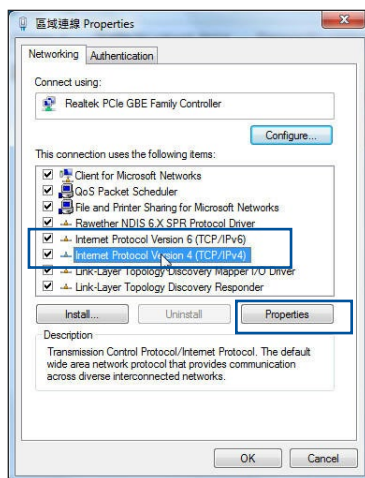 區域連線 Properties
Networking
Authentication
Connect using:
Realtek PCIe GBE Family Controller
Configure...
This connection uses the following items:
Client for Microsoft Networks
QoS Packet Scheduler
File and Printer Sharing for Microsoft Networks
Rawether NDIS 6.X SPR Protocol Driver
Internet Protocol Version 6 (TCP/IPv6)
Internet Protocol Version 4 (TCP/IPv4)
Link-Layer Topology Discovery Mapper I/O Driver
Link-Layer Topology Discovery Responder
Install...
Uninstall
Properties
Description
Transmission Control Protocol/Internet Protocol. The default
wide area network protocol that provides communication
across diverse interconnected networks.
OK
Cancel